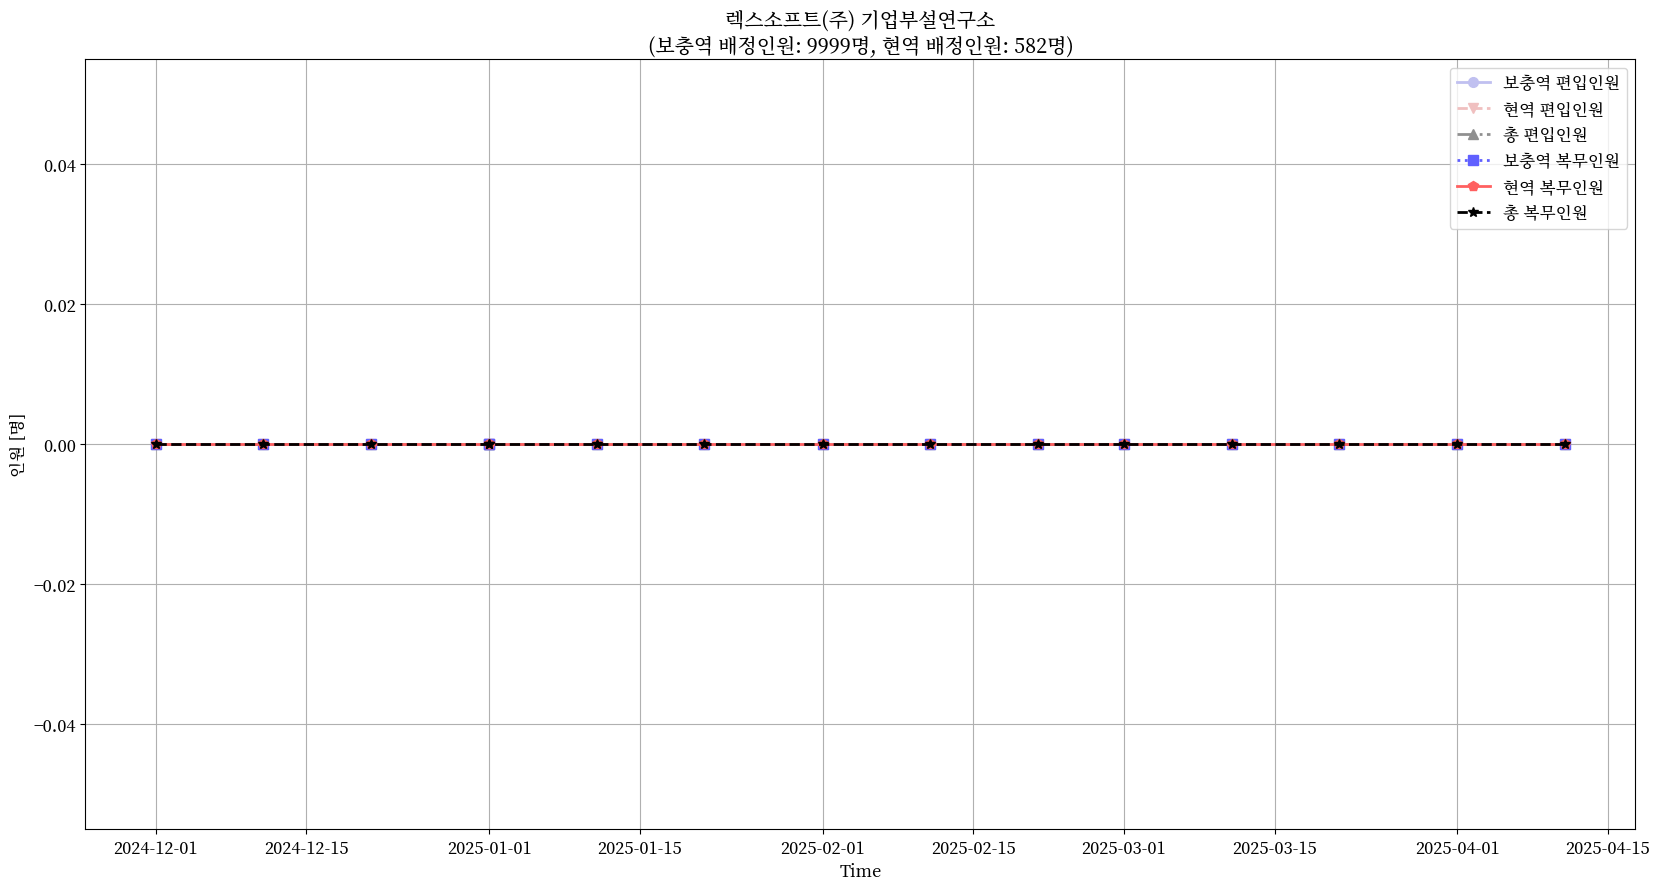 렉스소프트(주) 기업부설연구소
(보충역 배정인원: 9999명, 현역 배정인원: 582명)
보충역 편입인원
현역 편입인원
총 편입인원
보충역 복무인원
현역 복무인원
총 복무인원
0.04
0.02
0.00
−0.02
−0.04
인원 [명]
2024-12-01
2024-12-15
2025-01-01
2025-01-15
2025-02-01
2025-02-15
2025-03-01
2025-03-15
2025-04-01
2025-04-15
Time